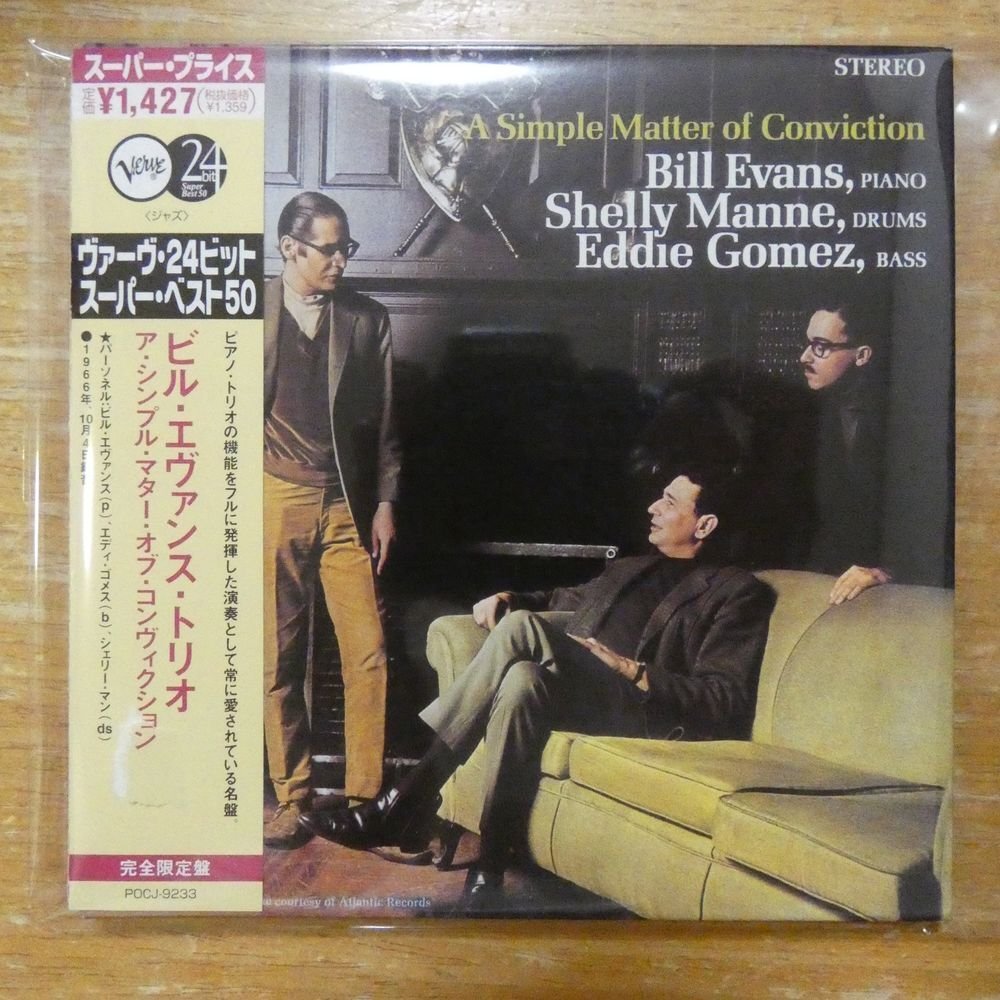 スーパー・プライス
定価¥1,427(税抜価格¥1,359)
Verve
24bit
Super Best 50
〈ジャズ〉
ヴァーヴ・24ビット
スーパー・ベスト50
ピアノ・トリオの機能をフルに発揮した演奏として常に愛されている名盤。
ビル・エヴァンス・トリオ
ア・シンプル・マター・オブ・コンヴィクション
★パーソネル:ビル・エヴァンス(p)、エディ・ゴメス(b)、シェリー・マン(ds)
●1966年、10月4日録音
完全限定盤
POCJ-9233
STEREO
A Simple Matter of Conviction
Bill Evans, PIANO
Shelly Manne, DRUMS
Eddie Gomez, BASS
courtesy of Atlantic Records